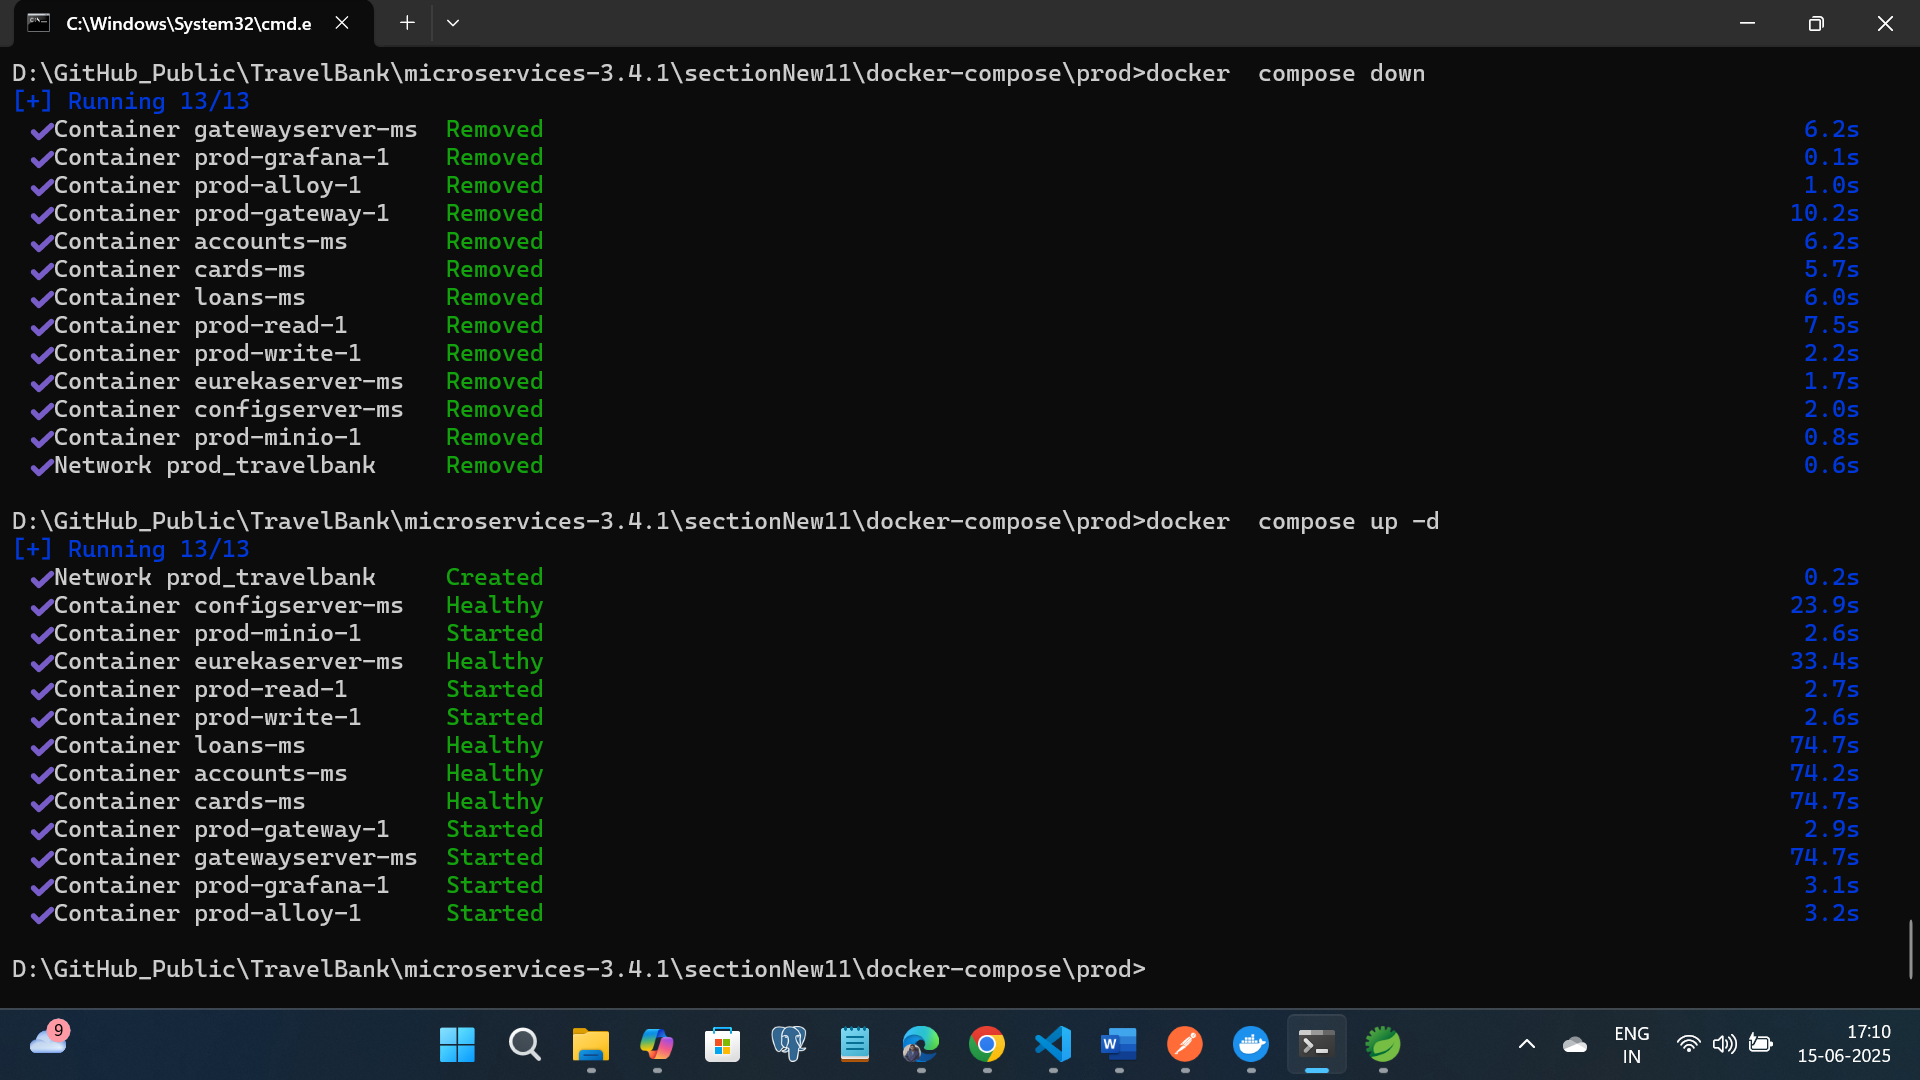 C:\Windows\System32\cmd.e
D:\GitHub_Public\TravelBank\microservices-3.4.1\sectionNew11\docker-compose\prod>docker  compose down
[+] Running 13/13
Container gatewayserver-ms  Removed  6.2s
Container prod-grafana-1  Removed  0.1s
Container prod-alloy-1  Removed  1.0s
Container prod-gateway-1  Removed  10.2s
Container accounts-ms  Removed  6.2s
Container cards-ms  Removed  5.7s
Container loans-ms  Removed  6.0s
Container prod-read-1  Removed  7.5s
Container prod-write-1  Removed  2.2s
Container eurekaserver-ms  Removed  1.7s
Container configserver-ms  Removed  2.0s
Container prod-minio-1  Removed  0.8s
Network prod_travelbank  Removed  0.6s
D:\GitHub_Public\TravelBank\microservices-3.4.1\sectionNew11\docker-compose\prod>docker  compose up -d
[+] Running 13/13
Network prod_travelbank  Created  0.2s
Container configserver-ms  Healthy  23.9s
Container prod-minio-1  Started  2.6s
Container eurekaserver-ms  Healthy  33.4s
Container prod-read-1  Started  2.7s
Container prod-write-1  Started  2.6s
Container loans-ms  Healthy  74.7s
Container accounts-ms  Healthy  74.2s
Container cards-ms  Healthy  74.7s
Container prod-gateway-1  Started  2.9s
Container gatewayserver-ms  Started  74.7s
Container prod-grafana-1  Started  3.1s
Container prod-alloy-1  Started  3.2s
D:\GitHub_Public\TravelBank\microservices-3.4.1\sectionNew11\docker-compose\prod>
9
W
ENG
IN
17:10
15-06-2025